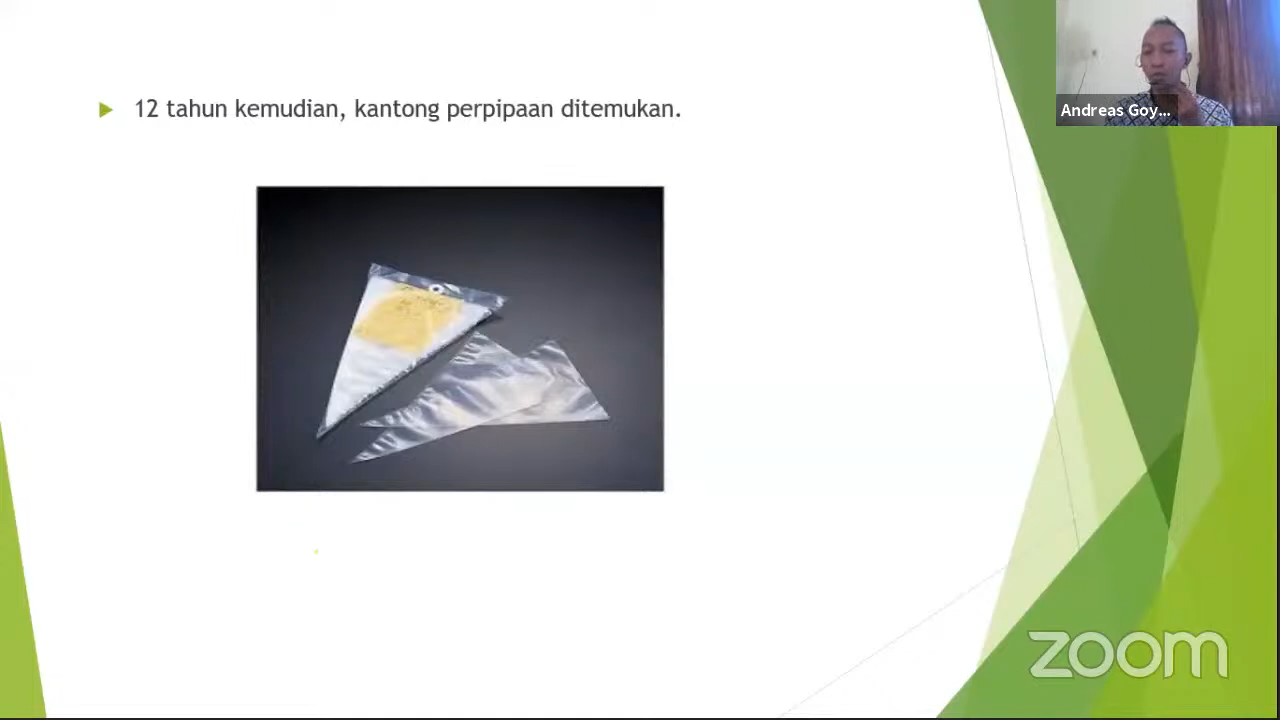 12 tahun kemudian, kantong perpipaan ditemukan.
Andreas Goy...
zoom